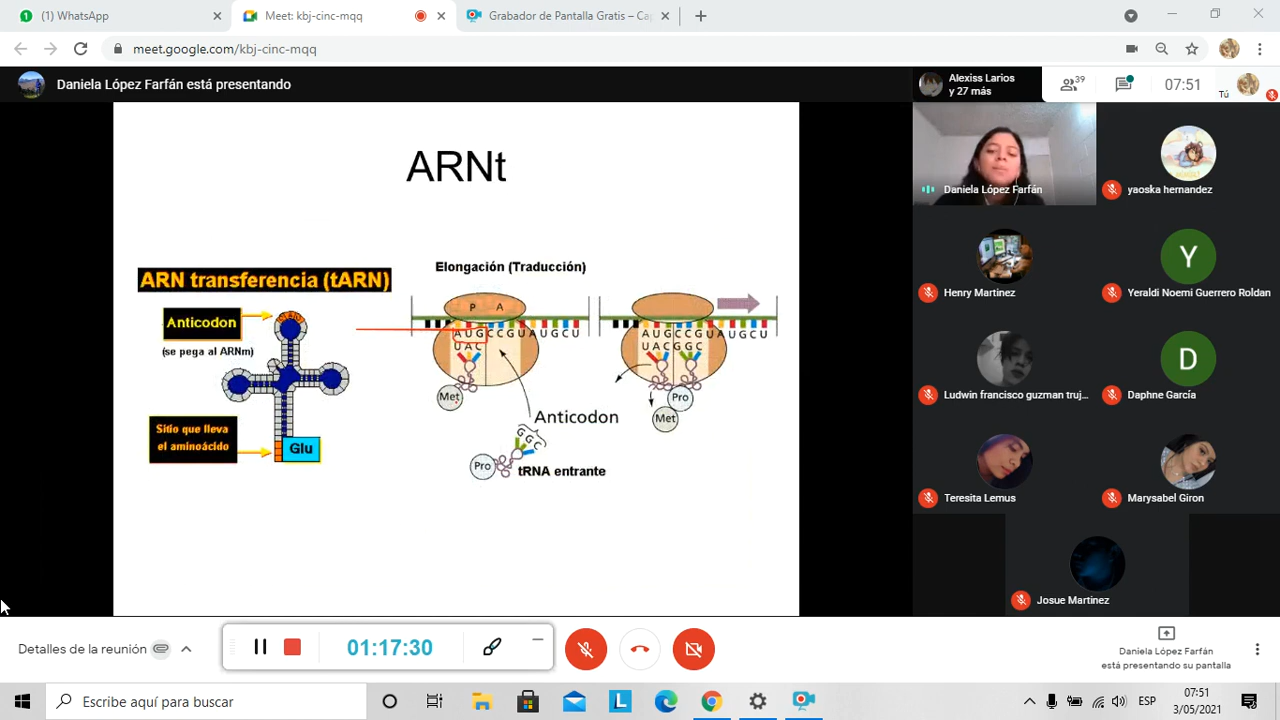 (1) WhatsApp
Meet: kbj-cinc-mqq
Grabador de Pantalla Gratis – Ca
meet.google.com/kbj-cinc-mqq
Daniela López Farfán está presentando
Alexiss Larios
y 27 más
39
07:51
Tú
ARNt
ARN transferencia (tARN)
Anticodon
(se pega al ARNm)
Sitio que lleva
el aminoácido
Glu
Elongación (Traducción)
P A
AUGCCGUAUGCU
UAC
Met
Anticodon
GGC
Pro
tRNA entrante
AUGCCGUAUGCU
UACGGC
Pro
Met
Daniela López Farfán
yaoska hernandez
Henry Martinez
Y
Yeraldi Noemi Guerrero Roldan
Ludwin francisco guzman truj...
D
Daphne García
Teresita Lemus
Marysabel Giron
Josue Martinez
Detalles de la reunión
01:17:30
Daniela López Farfán
está presentando su pantalla
Escribe aquí para buscar
L
ESP
07:51
3/05/2021